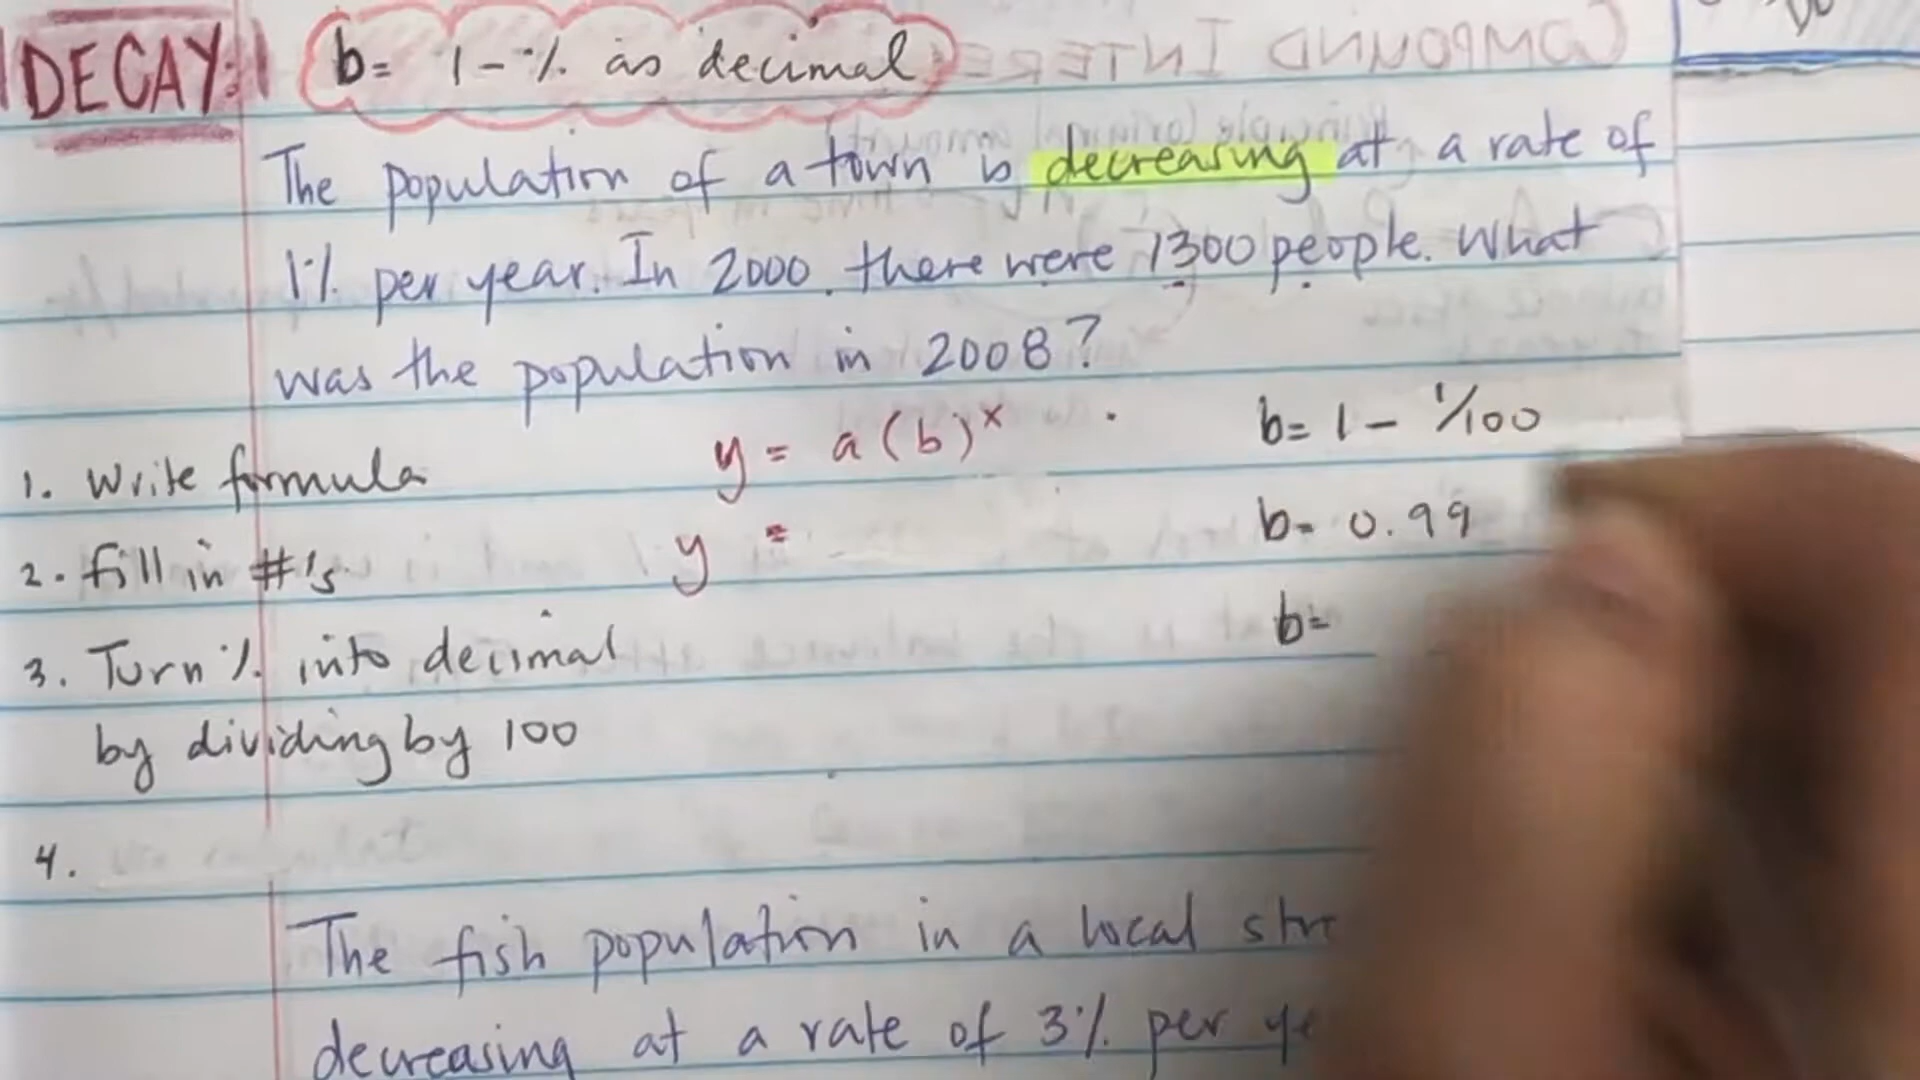 DECAY:
b= 1 - % as decimal
The population of a town is decreasing at a rate of
1% per year. In 2000 there were 1300 people. What
was the population in 2008?
1. Write formula
y = a(b)^x
b= 1 - 1/100
2. fill in #'s
y =
b= 0.99
3. Turn % into decimal
by dividing by 100
b=
4.
The fish population in a local
decreasing at a rate of 3% per